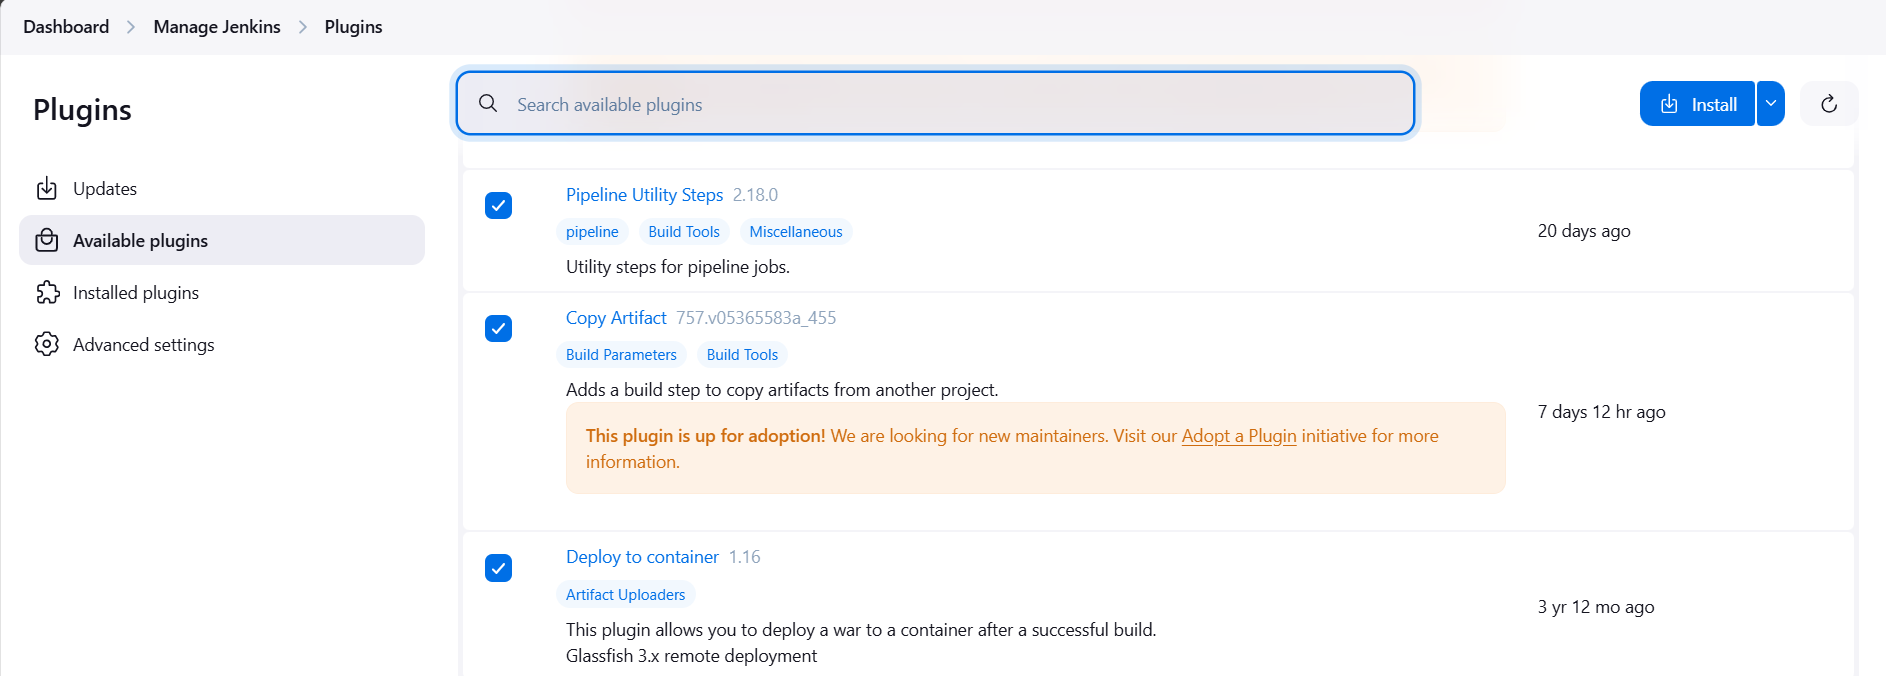 Dashboard > Manage Jenkins > Plugins
Plugins
Search available plugins
Install
Updates
Available plugins
Installed plugins
Advanced settings
Pipeline Utility Steps 2.18.0
pipeline Build Tools Miscellaneous
Utility steps for pipeline jobs.
20 days ago
Copy Artifact 757.v05365583a_455
Build Parameters Build Tools
Adds a build step to copy artifacts from another project.
This plugin is up for adoption! We are looking for new maintainers. Visit our Adopt a Plugin initiative for more
information.
7 days 12 hr ago
Deploy to container 1.16
Artifact Uploaders
This plugin allows you to deploy a war to a container after a successful build.
Glassfish 3.x remote deployment
3 yr 12 mo ago